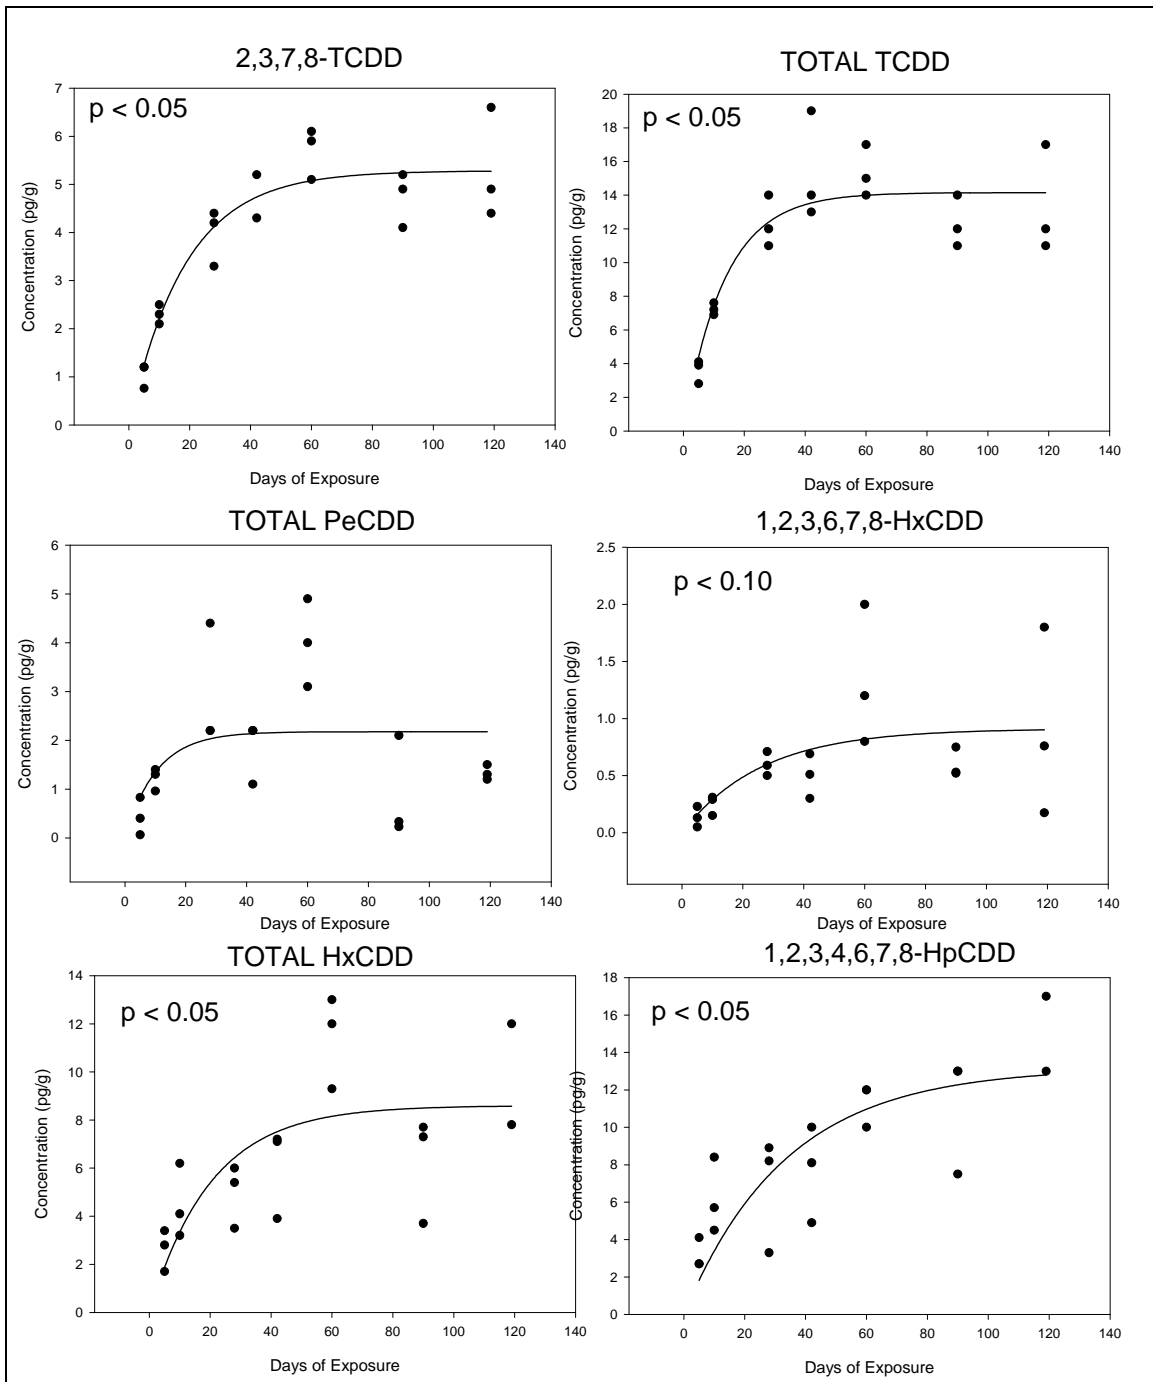 2,3,7,8-TCDD
p < 0.05
Concentration (pg/g)
7
6
5
4
3
2
1
0
0 20 40 60 80 100 120 140
Days of Exposure
TOTAL TCDD
p < 0.05
Concentration (pg/g)
20
18
16
14
12
10
8
6
4
2
0
0 20 40 60 80 100 120 140
Days of Exposure
TOTAL PeCDD
Concentration (pg/g)
6
5
4
3
2
1
0
0 20 40 60 80 100 120 140
Days of Exposure
1,2,3,6,7,8-HxCDD
p < 0.10
Concentration (pg/g)
2.5
2.0
1.5
1.0
0.5
0.0
0 20 40 60 80 100 120 140
Days of Exposure
TOTAL HxCDD
p < 0.05
Concentration (pg/g)
14
12
10
8
6
4
2
0
0 20 40 60 80 100 120 140
Days of Exposure
1,2,3,4,6,7,8-HpCDD
p < 0.05
Concentration (pg/g)
18
16
14
12
10
8
6
4
2
0
0 20 40 60 80 100 120 140
Days of Exposure